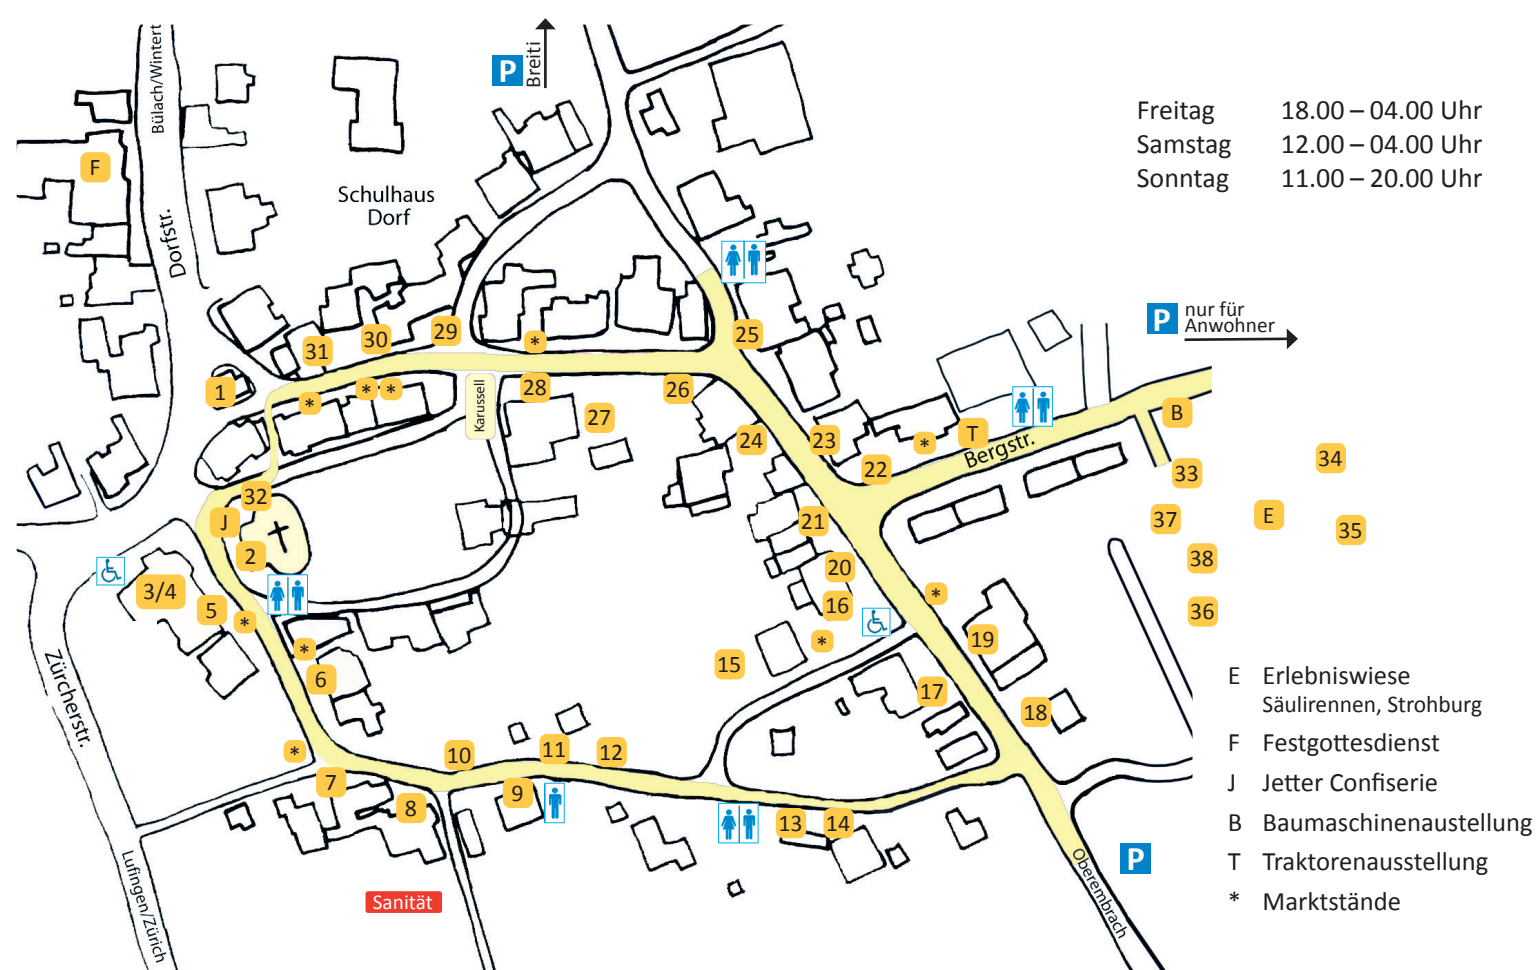 Bülach/Wintert
P
Breiti
Freitag 18.00 – 04.00 Uhr
Samstag 12.00 – 04.00 Uhr
Sonntag 11.00 – 20.00 Uhr
F
Schulhaus
Dorf
Dorfstr.
P
nur für
Anwohner
25
29
30
31
*
1
*
*
*
Karussell
28
26
27
24
23
*
T
B
22
Bergstr.
33
34
32
J
2
21
37
E
35
38
3/4
5
*
20
16
*
36
*
6
15
*
19
17
18
Zürcherstr.
*
10
11
12
7
8
9
13
14
P
Oberembrach
Lufingen/Zürich
Sanität
E Erlebniswiese
Säulirennen, Strohburg
F Festgottesdienst
J Jetter Confiserie
B Baumaschinenaustellung
T Traktorenausstellung
* Marktstände